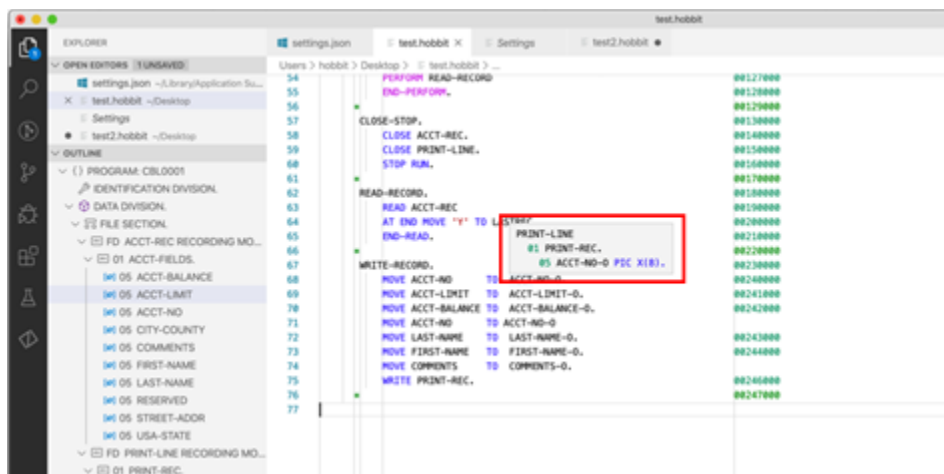 test.hobbit
EXPLORER
settings.json
test.hobbit ×
Settings
test2.hobbit ●
OPEN EDITORS 1 UNSAVED
Users > hobbit > Desktop > test.hobbit > ...
settings.json ~/Library/Application Su...
× test.hobbit ~/Desktop
Settings
● test2.hobbit ~/Desktop
OUTLINE
{} PROGRAM: CBL0001
IDENTIFICATION DIVISION.
DATA DIVISION.
FILE SECTION.
FD ACCT-REC RECORDING MO...
01 ACCT-FIELDS.
05 ACCT-BALANCE
05 ACCT-LIMIT
05 ACCT-NO
05 CITY-COUNTY
05 COMMENTS
05 FIRST-NAME
05 LAST-NAME
05 RESERVED
05 STREET-ADDR
05 USA-STATE
FD PRINT-LINE RECORDING MO...
01 PRINT-REC.
54 PERFORM READ-RECORD 00127000
55 END-PERFORM. 00128000
56 * 00129000
57 CLOSE-STOP. 00130000
58 CLOSE ACCT-REC. 00140000
59 CLOSE PRINT-LINE. 00150000
60 STOP RUN. 00160000
61 * 00170000
62 READ-RECORD. 00180000
63 READ ACCT-REC 00190000
64 AT END MOVE 'Y' TO LASTREC 00200000
65 END-READ. 00210000
66 * 00220000
67 WRITE-RECORD. 00230000
68 MOVE ACCT-NO TO ACCT-NO-O. 00240000
69 MOVE ACCT-LIMIT TO ACCT-LIMIT-O. 00241000
70 MOVE ACCT-BALANCE TO ACCT-BALANCE-O. 00242000
71 MOVE ACCT-NO TO ACCT-NO-O
72 MOVE LAST-NAME TO LAST-NAME-O. 00243000
73 MOVE FIRST-NAME TO FIRST-NAME-O. 00244000
74 MOVE COMMENTS TO COMMENTS-O.
75 WRITE PRINT-REC. 00246000
76 * 00247000
77
PRINT-LINE
01 PRINT-REC.
05 ACCT-NO-O PIC X(8).